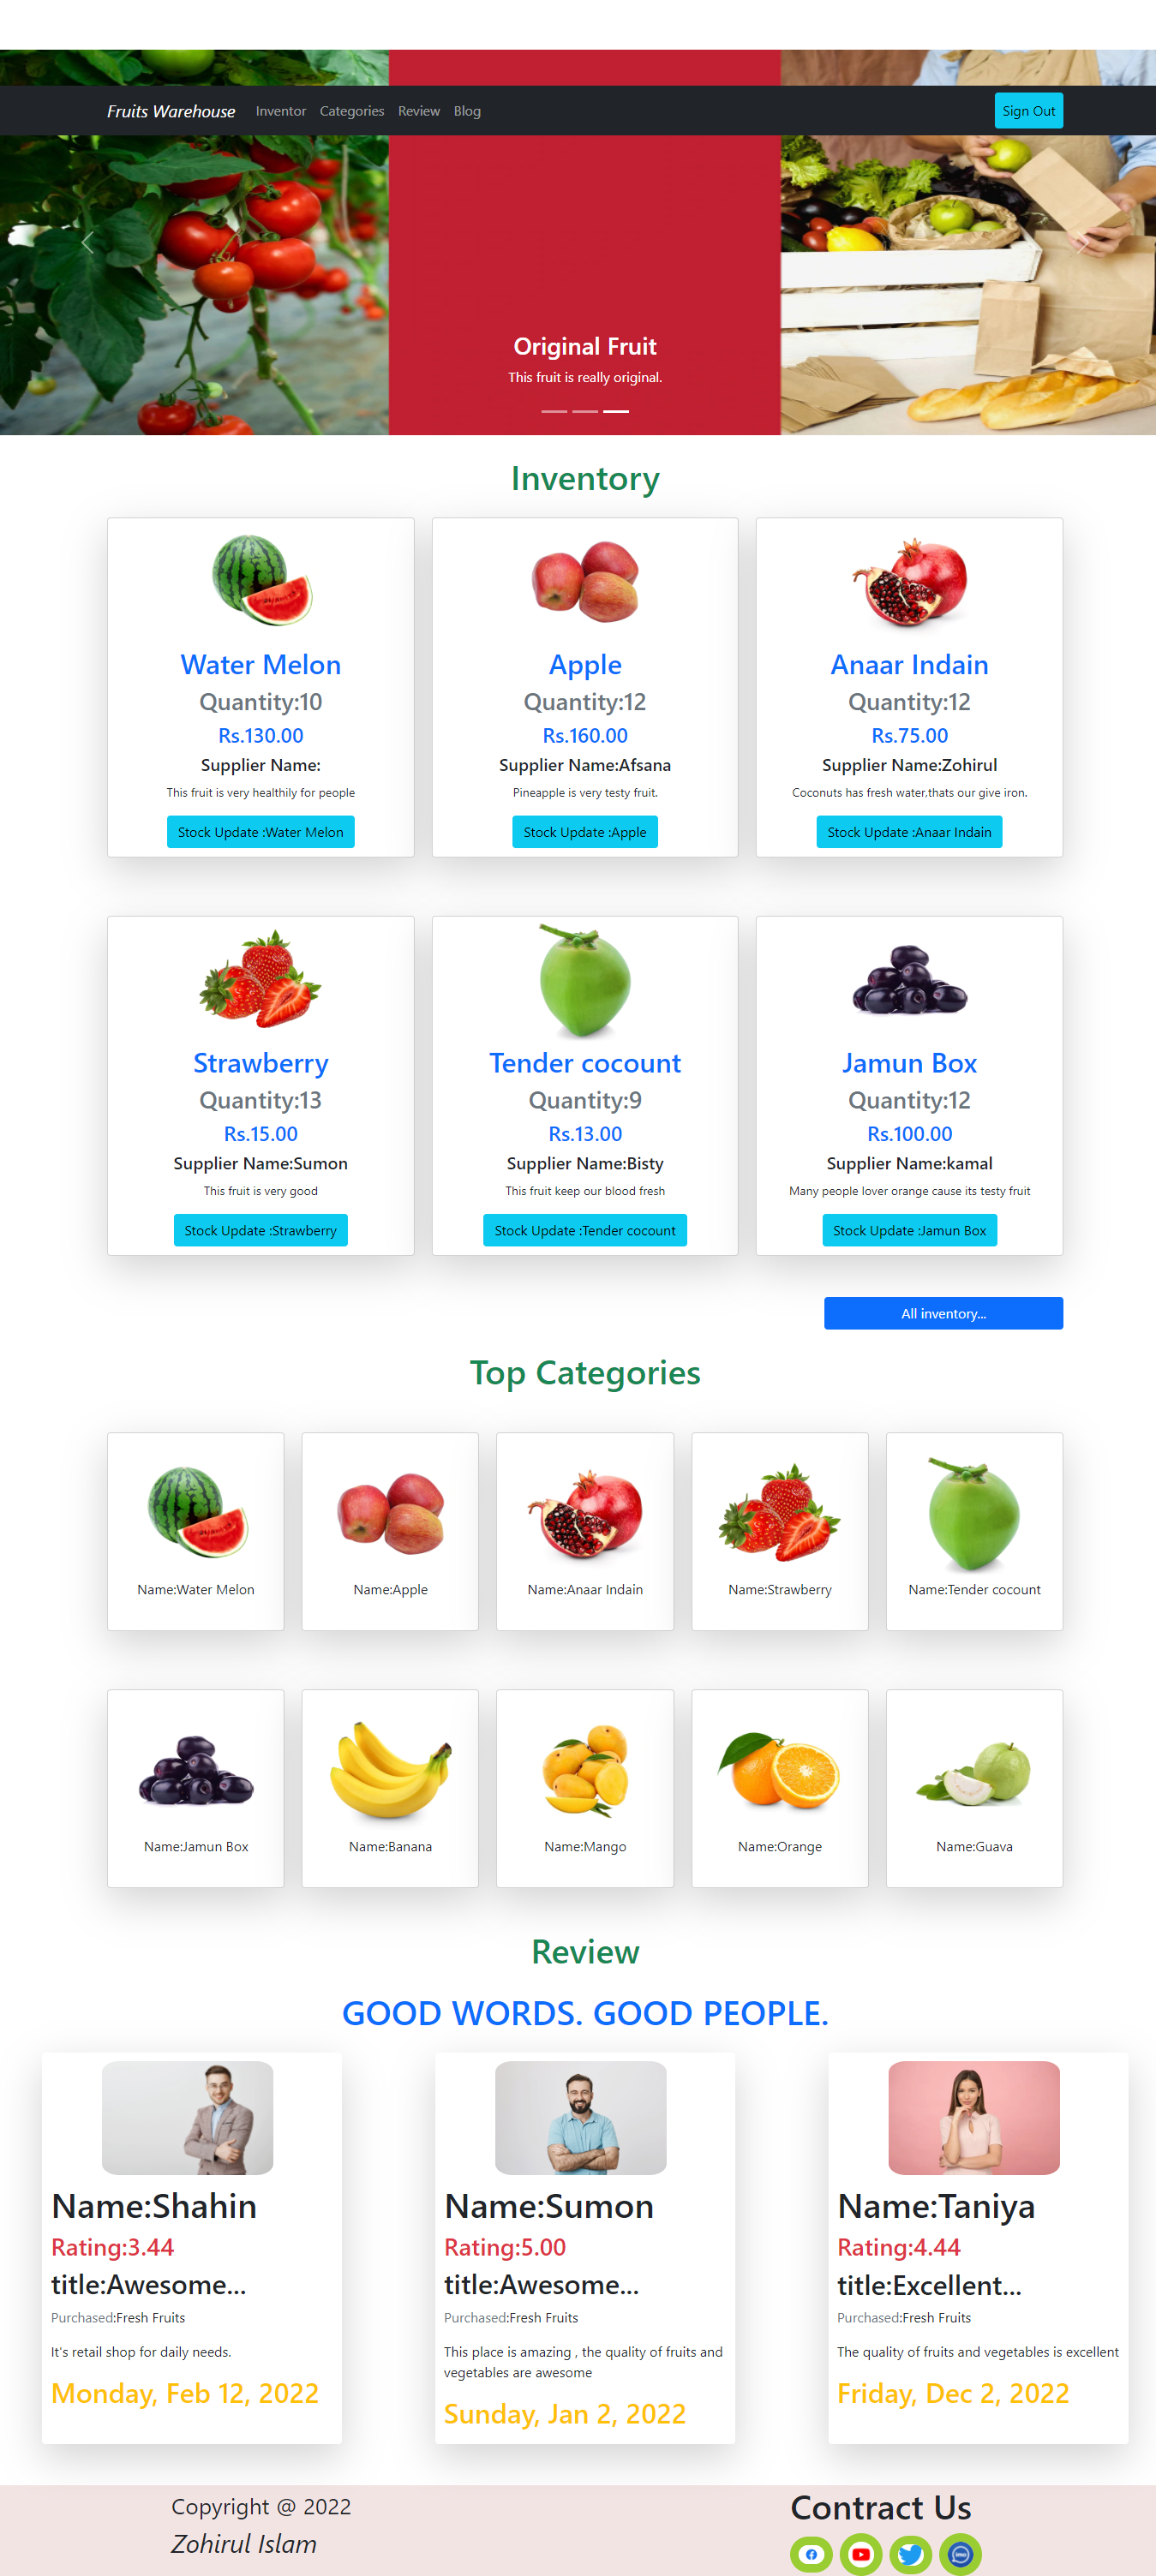 Fruits Warehouse Inventor Categories Review Blog Sign Out
Original Fruit
This fruit is really original.
Inventory
Water Melon
Quantity:10
Rs.130.00
Supplier Name:
This fruit is very healthily for people
Stock Update :Water Melon
Apple
Quantity:12
Rs.160.00
Supplier Name:Afsana
Pineapple is very testy fruit.
Stock Update :Apple
Anaar Indain
Quantity:12
Rs.75.00
Supplier Name:Zohirul
Coconuts has fresh water,thats our give iron.
Stock Update :Anaar Indain
Strawberry
Quantity:13
Rs.15.00
Supplier Name:Sumon
This fruit is very good
Stock Update :Strawberry
Tender cocount
Quantity:9
Rs.13.00
Supplier Name:Bisty
This fruit keep our blood fresh
Stock Update :Tender cocount
Jamun Box
Quantity:12
Rs.100.00
Supplier Name:kamal
Many people lover orange cause its testy fruit
Stock Update :Jamun Box
All inventory...
Top Categories
Name:Water Melon
Name:Apple
Name:Anaar Indain
Name:Strawberry
Name:Tender cocount
Name:Jamun Box
Name:Banana
Name:Mango
Name:Orange
Name:Guava
Review
GOOD WORDS. GOOD PEOPLE.
Name:Shahin
Rating:3.44
title:Awesome...
Purchased:Fresh Fruits
It's retail shop for daily needs.
Monday, Feb 12, 2022
Name:Sumon
Rating:5.00
title:Awesome...
Purchased:Fresh Fruits
This place is amazing , the quality of fruits and
vegetables are awesome
Sunday, Jan 2, 2022
Name:Taniya
Rating:4.44
title:Excellent...
Purchased:Fresh Fruits
The quality of fruits and vegetables is excellent
Friday, Dec 2, 2022
Copyright @ 2022
Zohirul Islam
Contract Us
imo